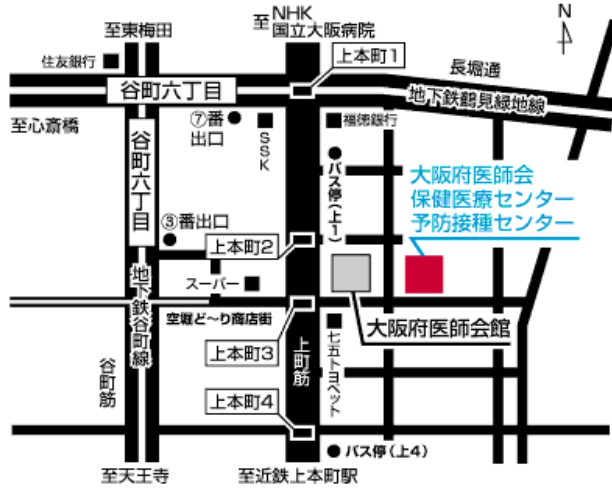 至東梅田
至
NHK
国立大阪病院
N
住友銀行
上本町1
長堀通
谷町六丁目
地下鉄鶴見緑地線
至心斎橋
⑦番
出口
SSK
福徳銀行
谷町六丁目
バス停(上1)
大阪府医師会
保健医療センター
予防接種センター
③番出口
上本町2
スーパー
地下鉄谷町線
空堀ど〜り商店街
大阪府医師会館
上本町3
上町筋
七五トヨペット
谷町筋
上本町4
バス停(上4)
至天王寺
至近鉄上本町駅